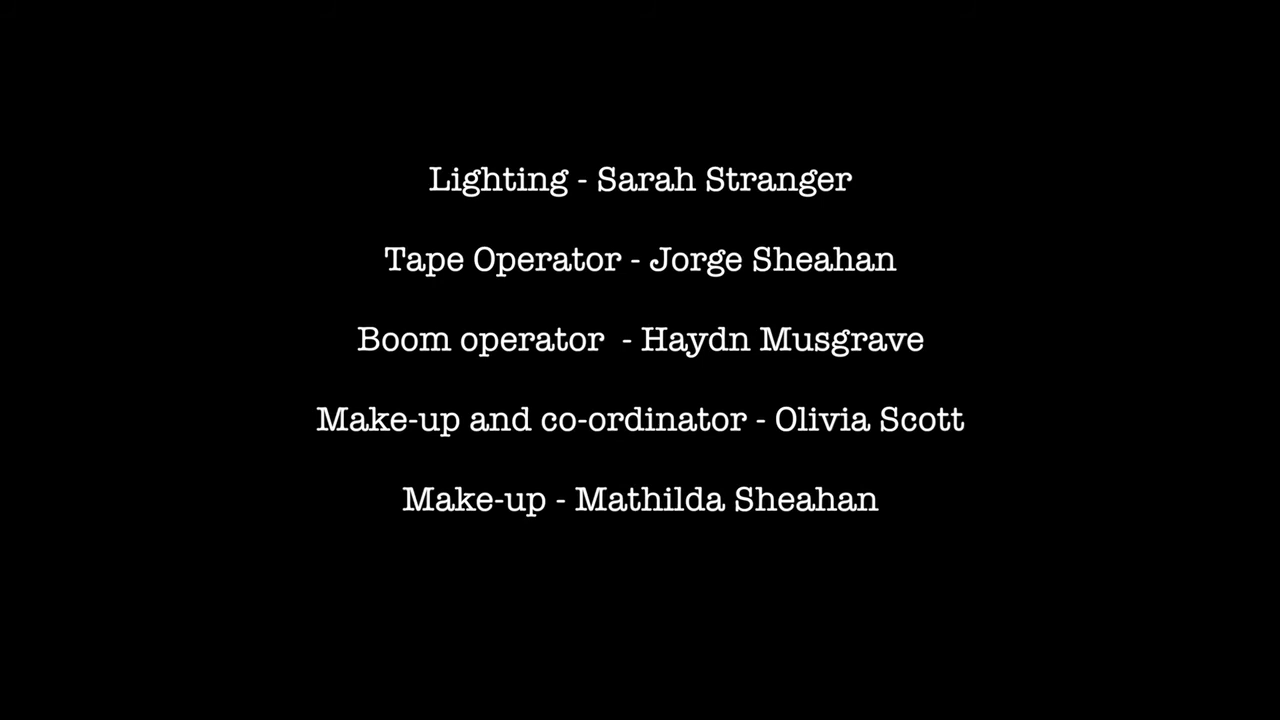 Lighting - Sarah Stranger
Tape Operator - Jorge Sheahan
Boom operator  - Haydn Musgrave
Make-up and co-ordinator - Olivia Scott
Make-up - Mathilda Sheahan